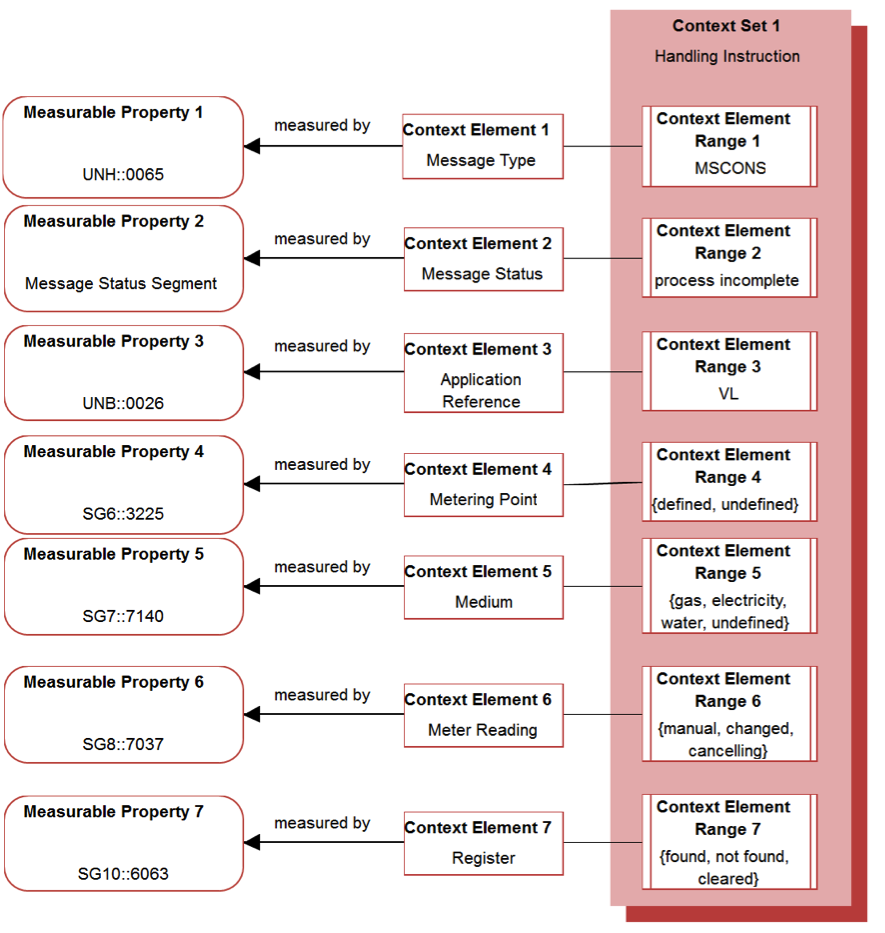 Context Set 1
Handling Instruction
Measurable Property 1
UNH::0065
measured by
Context Element 1
Message Type
Context Element
Range 1
MSCONS
Measurable Property 2
Message Status Segment
measured by
Context Element 2
Message Status
Context Element
Range 2
process incomplete
Measurable Property 3
UNB::0026
measured by
Context Element 3
Application
Reference
Context Element
Range 3
VL
Measurable Property 4
SG6::3225
measured by
Context Element 4
Metering Point
Context Element
Range 4
{defined, undefined}
Measurable Property 5
SG7::7140
measured by
Context Element 5
Medium
Context Element
Range 5
{gas, electricity,
water, undefined}
Measurable Property 6
SG8::7037
measured by
Context Element 6
Meter Reading
Context Element
Range 6
{manual, changed,
cancelling}
Measurable Property 7
SG10::6063
measured by
Context Element 7
Register
Context Element
Range 7
{found, not found,
cleared}